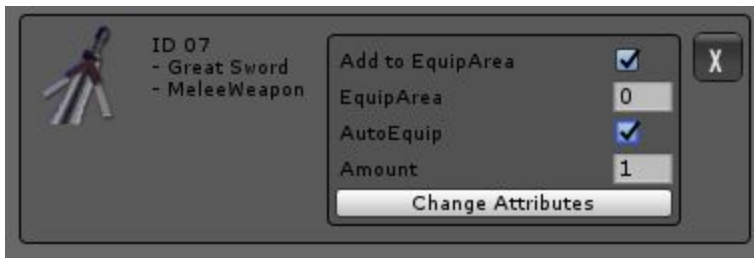 ID 07
- Great Sword
- MeleeWeapon
Add to EquipArea
EquipArea 0
AutoEquip
Amount 1
Change Attributes
X